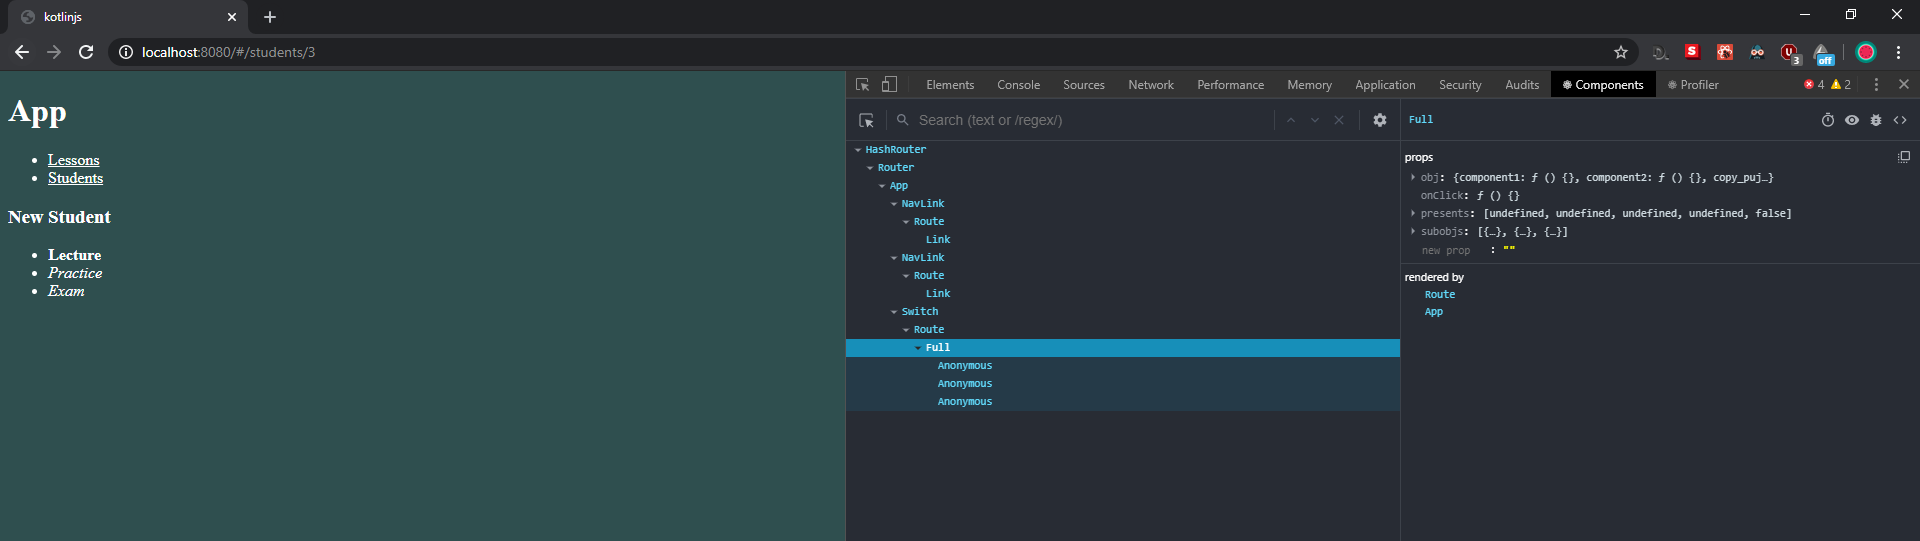 kotlinjs
localhost:8080/#/students/3
S
U
3
off
App
Lessons
Students
New Student
Lecture
Practice
Exam
Elements Console Sources Network Performance Memory Application Security Audits Components Profiler 4 2
Search (text or /regex/)
HashRouter
Router
App
NavLink
Route
Link
NavLink
Route
Link
Switch
Route
Full
Anonymous
Anonymous
Anonymous
Full
props
obj: {component1: ƒ () {}, component2: ƒ () {}, copy_puj…}
onClick: ƒ () {}
presents: [undefined, undefined, undefined, undefined, false]
subobjs: [{…}, {…}, {…}]
new prop : ""
rendered by
Route
App